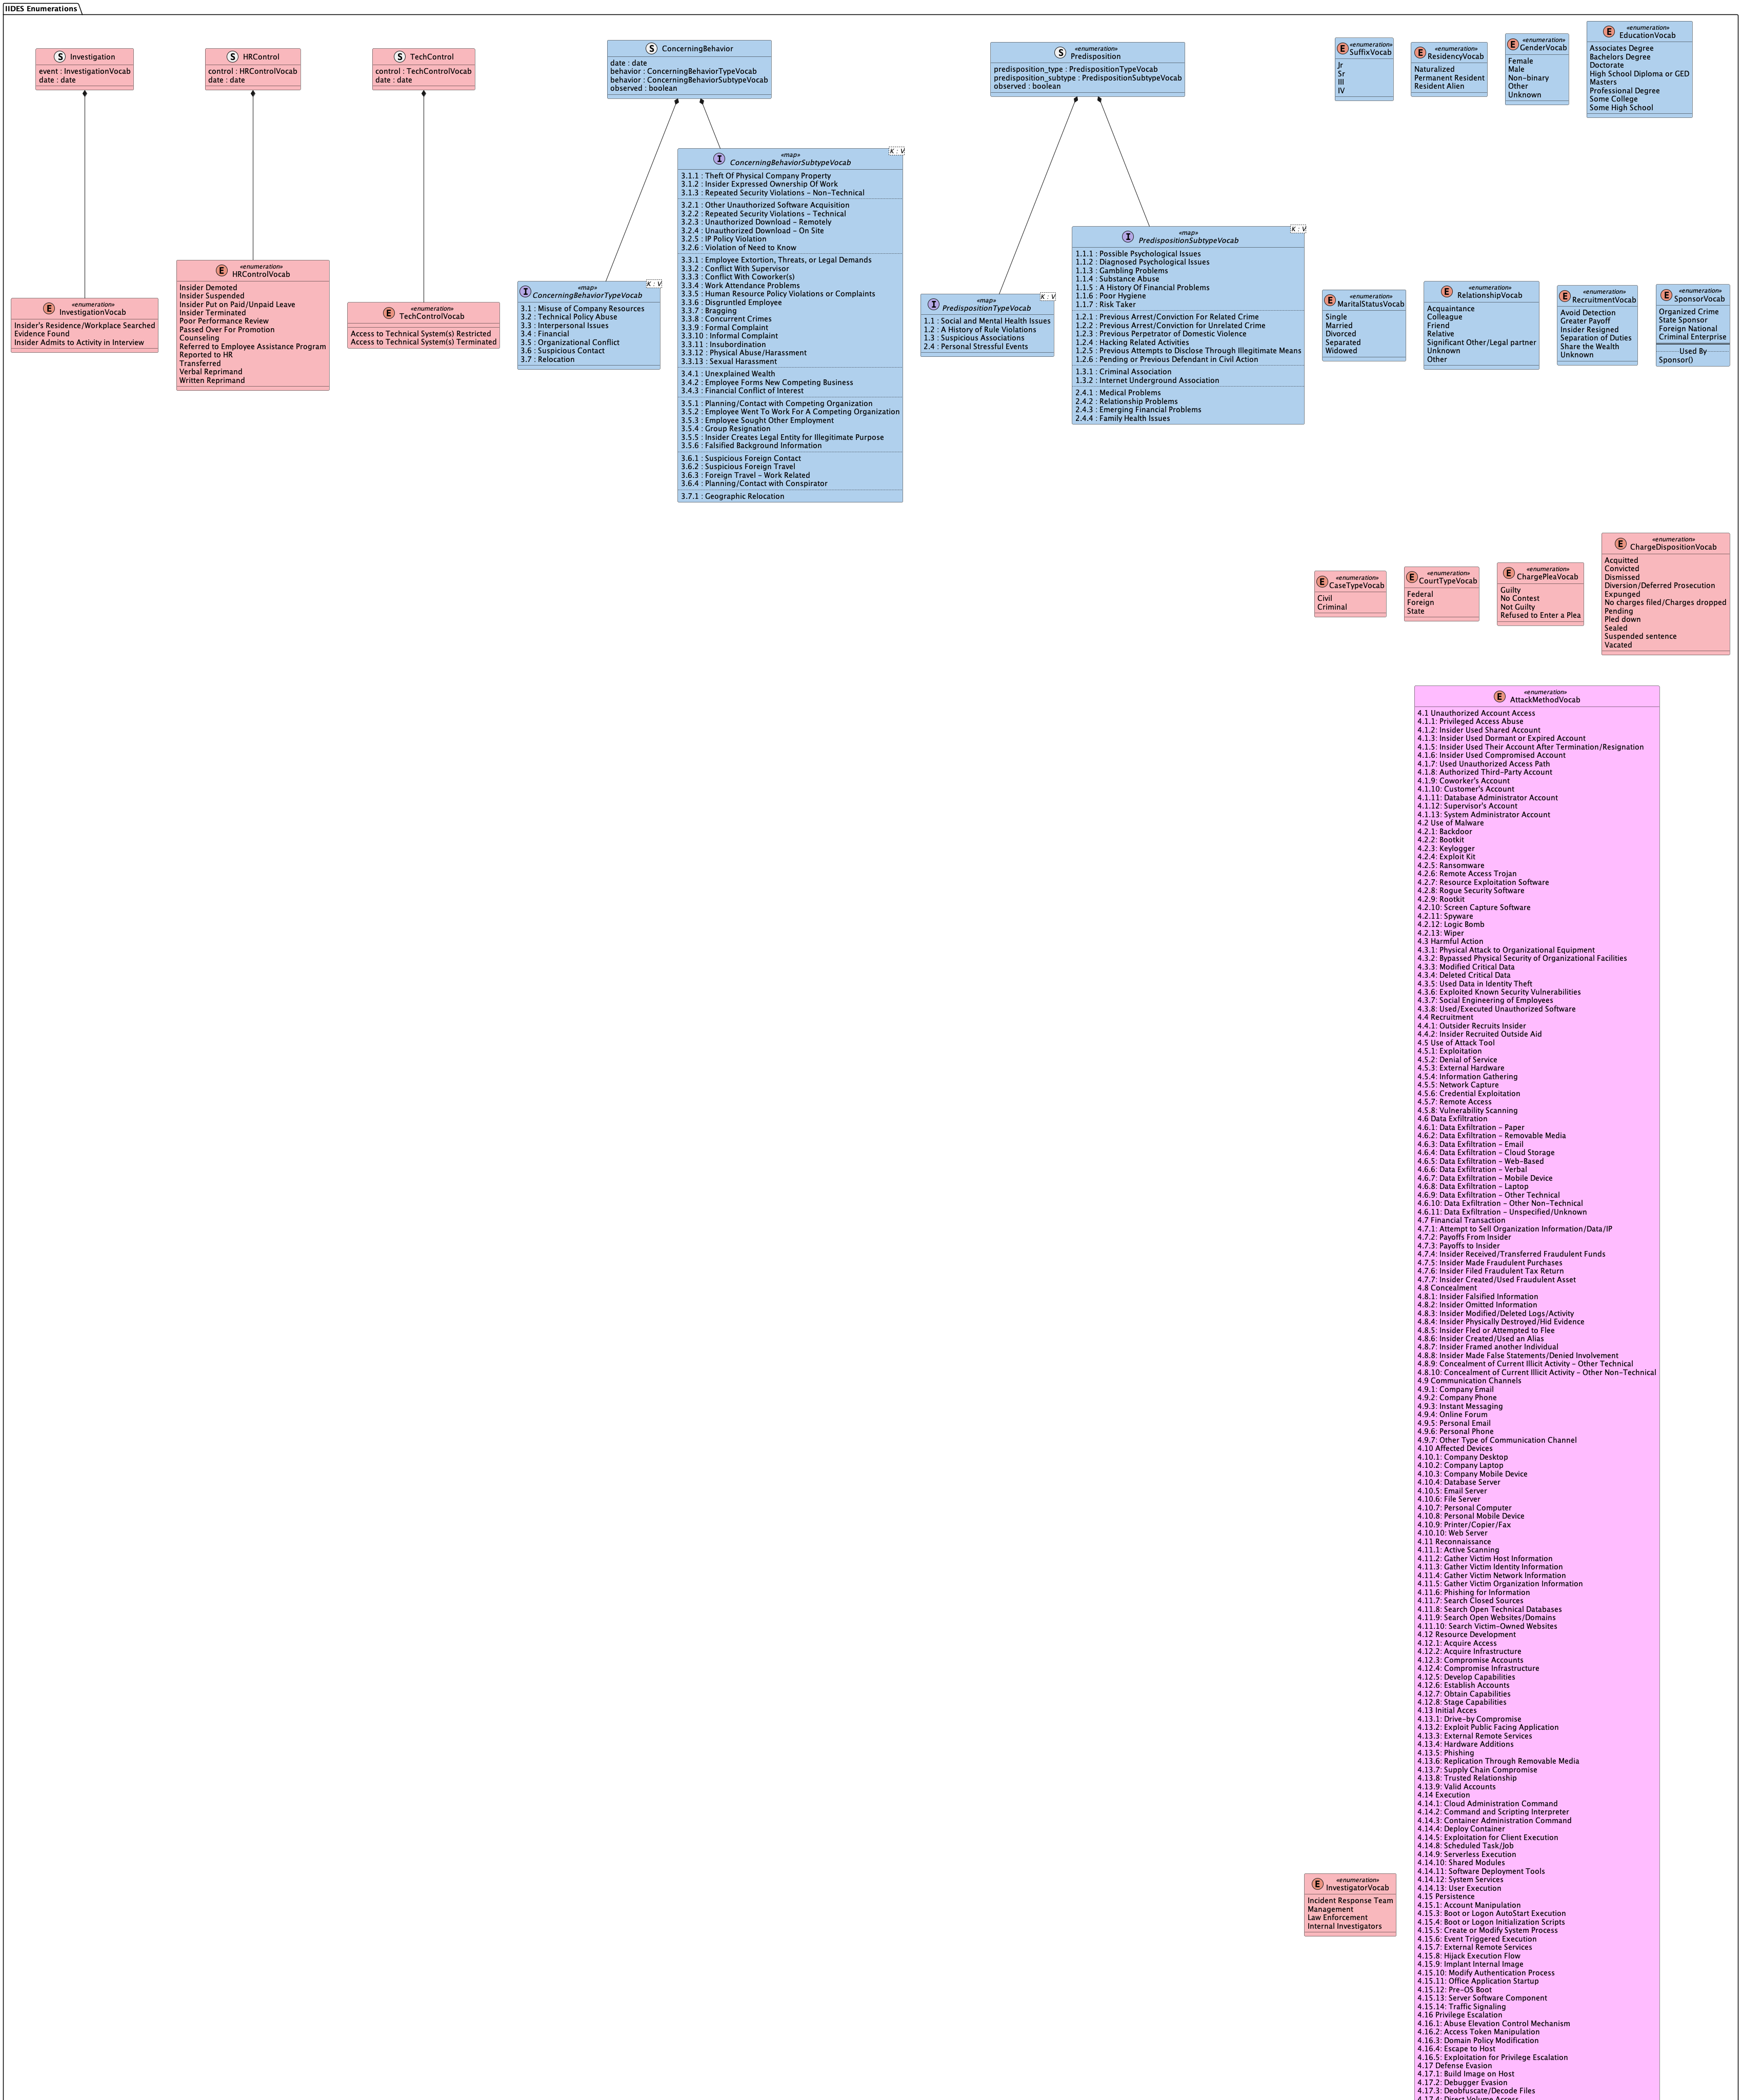 IIDES Enumerations
S Investigation
event : InvestigationVocab
date : date
S HRControl
control : HRControlVocab
date : date
S TechControl
control : TechControlVocab
date : date
S ConcerningBehavior
date : date
behavior : ConcerningBehaviorTypeVocab
behavior : ConcerningBehaviorSubtypeVocab
observed : boolean
«enumeration»
S Predisposition
predisposition_type : PredispositionTypeVocab
predisposition_subtype : PredispositionSubtypeVocab
observed : boolean
«enumeration»
E SuffixVocab
Jr
Sr
III
IV
«enumeration»
E ResidencyVocab
Naturalized
Permanent Resident
Resident Alien
«enumeration»
E GenderVocab
Female
Male
Non-binary
Other
Unknown
«enumeration»
E EducationVocab
Associates Degree
Bachelors Degree
Doctorate
High School Diploma or GED
Masters
Professional Degree
Some College
Some High School
«enumeration»
E InvestigationVocab
Insider's Residence/Workplace Searched
Evidence Found
Insider Admits to Activity in Interview
«enumeration»
E HRControlVocab
Insider Demoted
Insider Suspended
Insider Put on Paid/Unpaid Leave
Insider Terminated
Poor Performance Review
Passed Over For Promotion
Counseling
Referred to Employee Assistance Program
Reported to HR
Transferred
Verbal Reprimand
Written Reprimand
«enumeration»
E TechControlVocab
Access to Technical System(s) Restricted
Access to Technical System(s) Terminated
K : V
«map»
I ConcerningBehaviorTypeVocab
3.1 : Misuse of Company Resources
3.2 : Technical Policy Abuse
3.3 : Interpersonal Issues
3.4 : Financial
3.5 : Organizational Conflict
3.6 : Suspicious Contact
3.7 : Relocation
K : V
«map»
I ConcerningBehaviorSubtypeVocab
3.1.1 : Theft Of Physical Company Property
3.1.2 : Insider Expressed Ownership Of Work
3.1.3 : Repeated Security Violations – Non-Technical
3.2.1 : Other Unauthorized Software Acquisition
3.2.2 : Repeated Security Violations – Technical
3.2.3 : Unauthorized Download – Remotely
3.2.4 : Unauthorized Download – On Site
3.2.5 : IP Policy Violation
3.2.6 : Violation of Need to Know
3.3.1 : Employee Extortion, Threats, or Legal Demands
3.3.2 : Conflict With Supervisor
3.3.3 : Conflict With Coworker(s)
3.3.4 : Work Attendance Problems
3.3.5 : Human Resource Policy Violations or Complaints
3.3.6 : Disgruntled Employee
3.3.7 : Bragging
3.3.8 : Concurrent Crimes
3.3.9 : Formal Complaint
3.3.10 : Informal Complaint
3.3.11 : Insubordination
3.3.12 : Physical Abuse/Harassment
3.3.13 : Sexual Harassment
3.4.1 : Unexplained Wealth
3.4.2 : Employee Forms New Competing Business
3.4.3 : Financial Conflict of Interest
3.5.1 : Planning/Contact with Competing Organization
3.5.2 : Employee Went To Work For A Competing Organization
3.5.3 : Employee Sought Other Employment
3.5.4 : Group Resignation
3.5.5 : Insider Creates Legal Entity for Illegitimate Purpose
3.5.6 : Falsified Background Information
3.6.1 : Suspicious Foreign Contact
3.6.2 : Suspicious Foreign Travel
3.6.3 : Foreign Travel – Work Related
3.6.4 : Planning/Contact with Conspirator
3.7.1 : Geographic Relocation
K : V
«map»
I PredispositionTypeVocab
1.1 : Social and Mental Health Issues
1.2 : A History of Rule Violations
1.3 : Suspicious Associations
2.4 : Personal Stressful Events
K : V
«map»
I PredispositionSubtypeVocab
1.1.1 : Possible Psychological Issues
1.1.2 : Diagnosed Psychological Issues
1.1.3 : Gambling Problems
1.1.4 : Substance Abuse
1.1.5 : A History Of Financial Problems
1.1.6 : Poor Hygiene
1.1.7 : Risk Taker
1.2.1 : Previous Arrest/Conviction For Related Crime
1.2.2 : Previous Arrest/Conviction for Unrelated Crime
1.2.3 : Previous Perpetrator of Domestic Violence
1.2.4 : Hacking Related Activities
1.2.5 : Previous Attempts to Disclose Through Illegitimate Means
1.2.6 : Pending or Previous Defendant in Civil Action
1.3.1 : Criminal Association
1.3.2 : Internet Underground Association
2.4.1 : Medical Problems
2.4.2 : Relationship Problems
2.4.3 : Emerging Financial Problems
2.4.4 : Family Health Issues
«enumeration»
E MaritalStatusVocab
Single
Married
Divorced
Separated
Widowed
«enumeration»
E RelationshipVocab
Acquaintance
Colleague
Friend
Relative
Significant Other/Legal partner
Unknown
Other
«enumeration»
E RecruitmentVocab
Avoid Detection
Greater Payoff
Insider Resigned
Separation of Duties
Share the Wealth
Unknown
«enumeration»
E SponsorVocab
Organized Crime
State Sponsor
Foreign National
Criminal Enterprise
Used By
Sponsor()
«enumeration»
E CaseTypeVocab
Civil
Criminal
«enumeration»
E CourtTypeVocab
Federal
Foreign
State
«enumeration»
E ChargePleaVocab
Guilty
No Contest
Not Guilty
Refused to Enter a Plea
«enumeration»
E ChargeDispositionVocab
Acquitted
Convicted
Dismissed
Diversion/Deferred Prosecution
Expunged
No charges filed/Charges dropped
Pending
Pled down
Sealed
Suspended sentence
Vacated
«enumeration»
E InvestigatorVocab
Incident Response Team
Management
Law Enforcement
Internal Investigators
«enumeration»
E AttackMethodVocab
4.1 Unauthorized Account Access
4.1.1: Privileged Access Abuse
4.1.2: Insider Used Shared Account
4.1.3: Insider Used Dormant or Expired Account
4.1.5: Insider Used Their Account After Termination/Resignation
4.1.6: Insider Used Compromised Account
4.1.7: Used Unauthorized Access Path
4.1.8: Authorized Third-Party Account
4.1.9: Coworker's Account
4.1.10: Customer's Account
4.1.11: Database Administrator Account
4.1.12: Supervisor's Account
4.1.13: System Administrator Account
4.2 Use of Malware
4.2.1: Backdoor
4.2.2: Bootkit
4.2.3: Keylogger
4.2.4: Exploit Kit
4.2.5: Ransomware
4.2.6: Remote Access Trojan
4.2.7: Resource Exploitation Software
4.2.8: Rogue Security Software
4.2.9: Rootkit
4.2.10: Screen Capture Software
4.2.11: Spyware
4.2.12: Logic Bomb
4.2.13: Wiper
4.3 Harmful Action
4.3.1: Physical Attack to Organizational Equipment
4.3.2: Bypassed Physical Security of Organizational Facilities
4.3.3: Modified Critical Data
4.3.4: Deleted Critical Data
4.3.5: Used Data in Identity Theft
4.3.6: Exploited Known Security Vulnerabilities
4.3.7: Social Engineering of Employees
4.3.8: Used/Executed Unauthorized Software
4.4 Recruitment
4.4.1: Outsider Recruits Insider
4.4.2: Insider Recruited Outside Aid
4.5 Use of Attack Tool
4.5.1: Exploitation
4.5.2: Denial of Service
4.5.3: External Hardware
4.5.4: Information Gathering
4.5.5: Network Capture
4.5.6: Credential Exploitation
4.5.7: Remote Access
4.5.8: Vulnerability Scanning
4.6 Data Exfiltration
4.6.1: Data Exfiltration – Paper
4.6.2: Data Exfiltration – Removable Media
4.6.3: Data Exfiltration – Email
4.6.4: Data Exfiltration – Cloud Storage
4.6.5: Data Exfiltration – Web-Based
4.6.6: Data Exfiltration – Verbal
4.6.7: Data Exfiltration – Mobile Device
4.6.8: Data Exfiltration – Laptop
4.6.9: Data Exfiltration – Other Technical
4.6.10: Data Exfiltration – Other Non-Technical
4.6.11: Data Exfiltration – Unspecified/Unknown
4.7 Financial Transaction
4.7.1: Attempt to Sell Organization Information/Data/IP
4.7.2: Payoffs From Insider
4.7.3: Payoffs to Insider
4.7.4: Insider Received/Transferred Fraudulent Funds
4.7.5: Insider Made Fraudulent Purchases
4.7.6: Insider Filed Fraudulent Tax Return
4.7.7: Insider Created/Used Fraudulent Asset
4.8 Concealment
4.8.1: Insider Falsified Information
4.8.2: Insider Omitted Information
4.8.3: Insider Modified/Deleted Logs/Activity
4.8.4: Insider Physically Destroyed/Hid Evidence
4.8.5: Insider Fled or Attempted to Flee
4.8.6: Insider Created/Used an Alias
4.8.7: Insider Framed another Individual
4.8.8: Insider Made False Statements/Denied Involvement
4.8.9: Concealment of Current Illicit Activity – Other Technical
4.8.10: Concealment of Current Illicit Activity – Other Non-Technical
4.9 Communication Channels
4.9.1: Company Email
4.9.2: Company Phone
4.9.3: Instant Messaging
4.9.4: Online Forum
4.9.5: Personal Email
4.9.6: Personal Phone
4.9.7: Other Type of Communication Channel
4.10 Affected Devices
4.10.1: Company Desktop
4.10.2: Company Laptop
4.10.3: Company Mobile Device
4.10.4: Database Server
4.10.5: Email Server
4.10.6: File Server
4.10.7: Personal Computer
4.10.8: Personal Mobile Device
4.10.9: Printer/Copier/Fax
4.10.10: Web Server
4.11 Reconnaissance
4.11.1: Active Scanning
4.11.2: Gather Victim Host Information
4.11.3: Gather Victim Identity Information
4.11.4: Gather Victim Network Information
4.11.5: Gather Victim Organization Information
4.11.6: Phishing for Information
4.11.7: Search Closed Sources
4.11.8: Search Open Technical Databases
4.11.9: Search Open Websites/Domains
4.11.10: Search Victim-Owned Websites
4.12 Resource Development
4.12.1: Acquire Access
4.12.2: Acquire Infrastructure
4.12.3: Compromise Accounts
4.12.4: Compromise Infrastructure
4.12.5: Develop Capabilities
4.12.6: Establish Accounts
4.12.7: Obtain Capabilities
4.12.8: Stage Capabilities
4.13 Initial Acces
4.13.1: Drive-by Compromise
4.13.2: Exploit Public Facing Application
4.13.3: External Remote Services
4.13.4: Hardware Additions
4.13.5: Phishing
4.13.6: Replication Through Removable Media
4.13.7: Supply Chain Compromise
4.13.8: Trusted Relationship
4.13.9: Valid Accounts
4.14 Execution
4.14.1: Cloud Administration Command
4.14.2: Command and Scripting Interpreter
4.14.3: Container Administration Command
4.14.4: Deploy Container
4.14.5: Exploitation for Client Execution
4.14.8: Scheduled Task/Job
4.14.9: Serverless Execution
4.14.10: Shared Modules
4.14.11: Software Deployment Tools
4.14.12: System Services
4.14.13: User Execution
4.15 Persistence
4.15.1: Account Manipulation
4.15.3: Boot or Logon AutoStart Execution
4.15.4: Boot or Logon Initialization Scripts
4.15.5: Create or Modify System Process
4.15.6: Event Triggered Execution
4.15.7: External Remote Services
4.15.8: Hijack Execution Flow
4.15.9: Implant Internal Image
4.15.10: Modify Authentication Process
4.15.11: Office Application Startup
4.15.12: Pre-OS Boot
4.15.13: Server Software Component
4.15.14: Traffic Signaling
4.16 Privilege Escalation
4.16.1: Abuse Elevation Control Mechanism
4.16.2: Access Token Manipulation
4.16.3: Domain Policy Modification
4.16.4: Escape to Host
4.16.5: Exploitation for Privilege Escalation
4.17 Defense Evasion
4.17.1: Build Image on Host
4.17.2: Debugger Evasion
4.17.3: Deobfuscate/Decode Files
4.17.4: Direct Volume Access